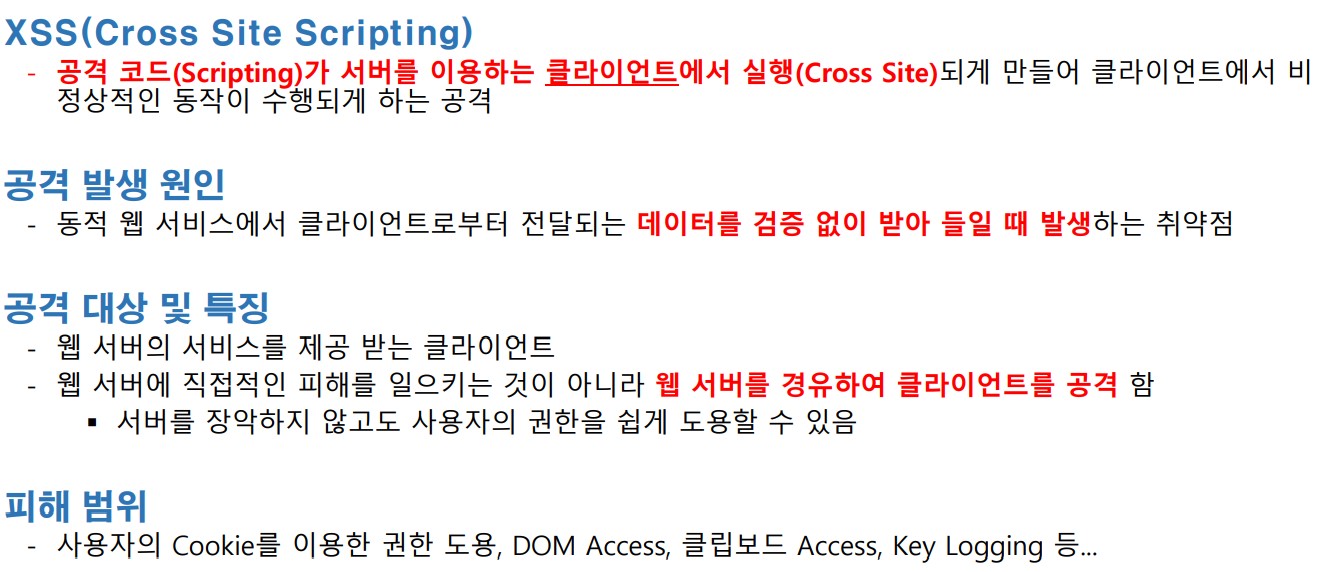 XSS(Cross Site Scripting)
- 공격 코드(Scripting)가 서버를 이용하는 클라이언트에서 실행(Cross Site)되게 만들어 클라이언트에서 비
정상적인 동작이 수행되게 하는 공격
공격 발생 원인
- 동적 웹 서비스에서 클라이언트로부터 전달되는 데이터를 검증 없이 받아 들일 때 발생하는 취약점
공격 대상 및 특징
- 웹 서버의 서비스를 제공 받는 클라이언트
- 웹 서버에 직접적인 피해를 일으키는 것이 아니라 웹 서버를 경유하여 클라이언트를 공격 함
▪ 서버를 장악하지 않고도 사용자의 권한을 쉽게 도용할 수 있음
피해 범위
- 사용자의 Cookie를 이용한 권한 도용, DOM Access, 클립보드 Access, Key Logging 등...